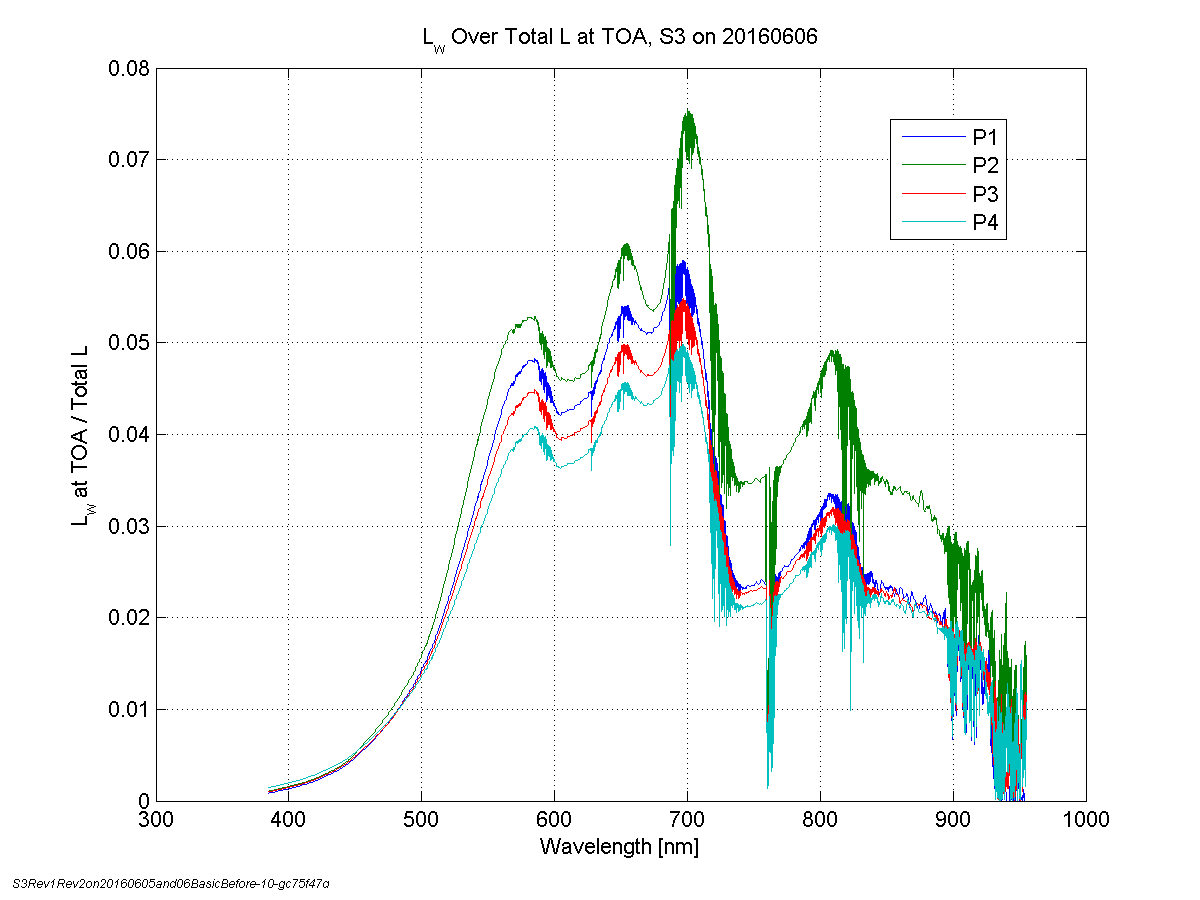 L_W Over Total L at TOA, S3 on 20160606
0.08
0.07
0.06
0.05
0.04
0.03
0.02
0.01
0
L_W at TOA / Total L
P1
P2
P3
P4
300 400 500 600 700 800 900 1000
Wavelength [nm]
S3Rev1Rev2on20160605and06BasicBefore-10-gc75f47a